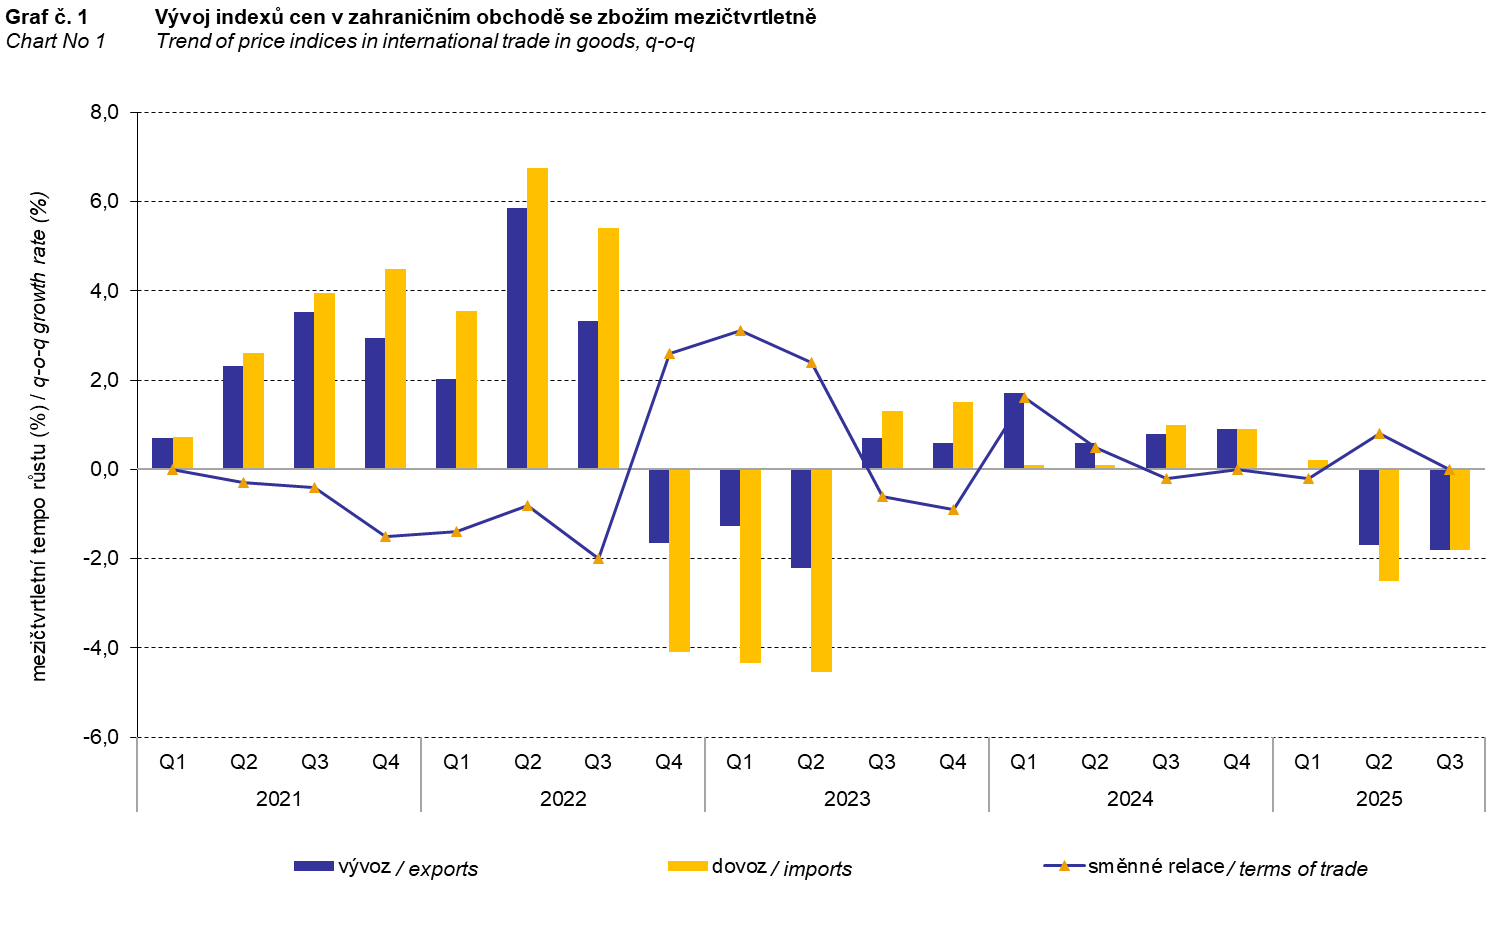 Graf č. 1 Vývoj indexů cen v zahraničním obchodě se zbožím mezičtvrtletně
Chart No 1 Trend of price indices in international trade in goods, q-o-q
mezičtvrtletní tempo růstu (%) / q-o-q growth rate (%)
8,0
6,0
4,0
2,0
0,0
-2,0
-4,0
-6,0
Q1 Q2 Q3 Q4 Q1 Q2 Q3 Q4 Q1 Q2 Q3 Q4 Q1 Q2 Q3 Q4 Q1 Q2 Q3
2021 2022 2023 2024 2025
vývoz / exports dovoz / imports směnné relace / terms of trade